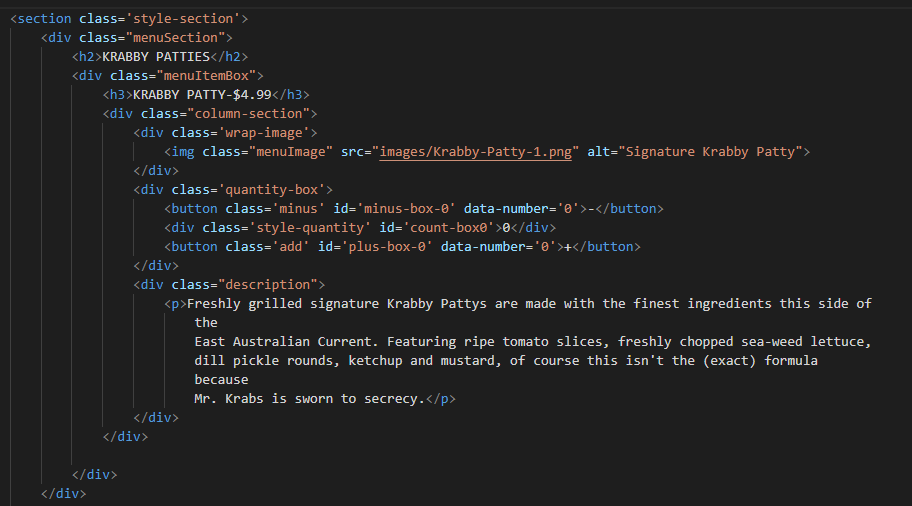 <section class='style-section'>
<div class="menuSection">
<h2>KRABBY PATTIES</h2>
<div class="menuItemBox">
<h3>KRABBY PATTY-$4.99</h3>
<div class="column-section">
<div class='wrap-image'>
<img class="menuImage" src="images/Krabby-Patty-1.png" alt="Signature Krabby Patty">
</div>
<div class='quantity-box'>
<button class='minus' id='minus-box-0' data-number='0'>-</button>
<div class='style-quantity' id='count-box0'>0</div>
<button class='add' id='plus-box-0' data-number='0'>+</button>
</div>
<div class="description">
<p>Freshly grilled signature Krabby Pattys are made with the finest ingredients this side of
the
East Australian Current. Featuring ripe tomato slices, freshly chopped sea-weed lettuce,
dill pickle rounds, ketchup and mustard, of course this isn't the (exact) formula
because
Mr. Krabs is sworn to secrecy.</p>
</div>
</div>
</div>
</div>